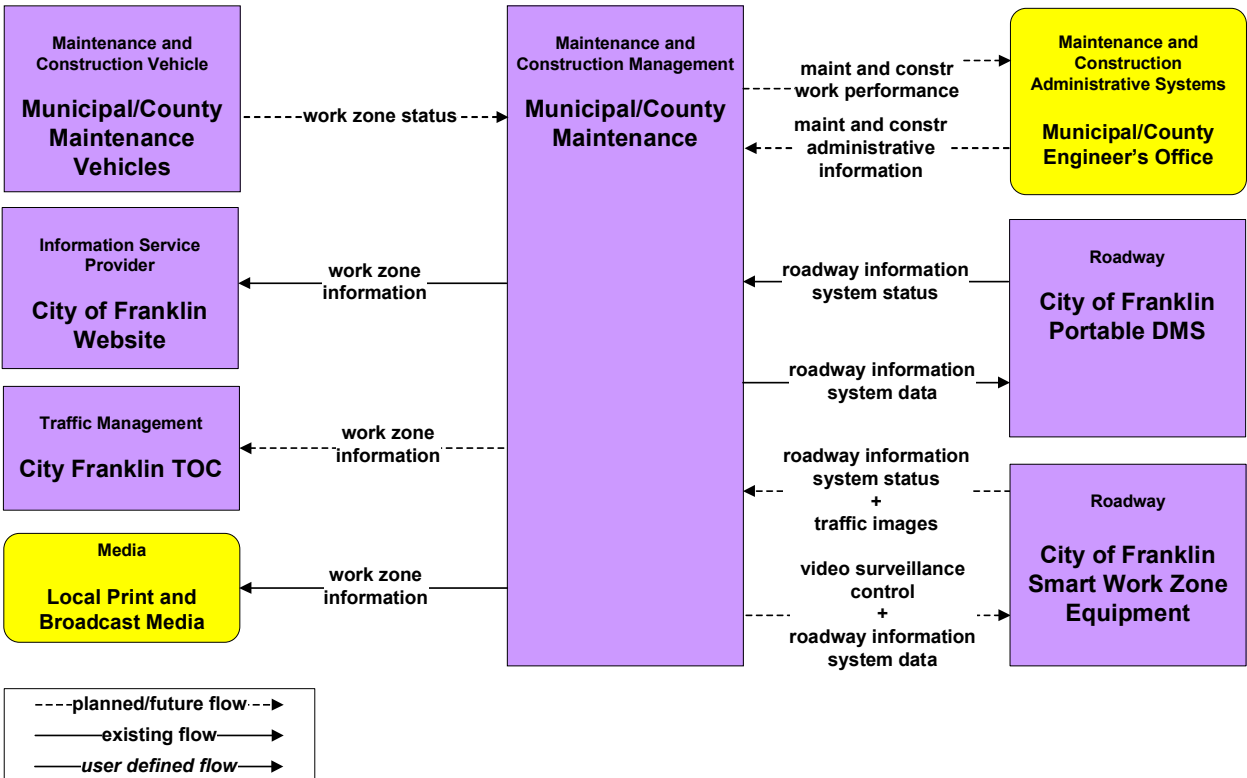 Maintenance and
Construction Vehicle
Municipal/County
Maintenance
Vehicles
work zone status
Maintenance and
Construction Management
Municipal/County
Maintenance
maint and constr
work performance
maint and constr
administrative
information
Maintenance and
Construction
Administrative Systems
Municipal/County
Engineer's Office
Information Service
Provider
City of Franklin
Website
work zone
information
roadway information
system status
roadway information
system data
Roadway
City of Franklin
Portable DMS
Traffic Management
City Franklin TOC
work zone
information
roadway information
system status
+
traffic images
video surveillance
control
+
roadway information
system data
Roadway
City of Franklin
Smart Work Zone
Equipment
Media
Local Print and
Broadcast Media
work zone
information
planned/future flow
existing flow
user defined flow